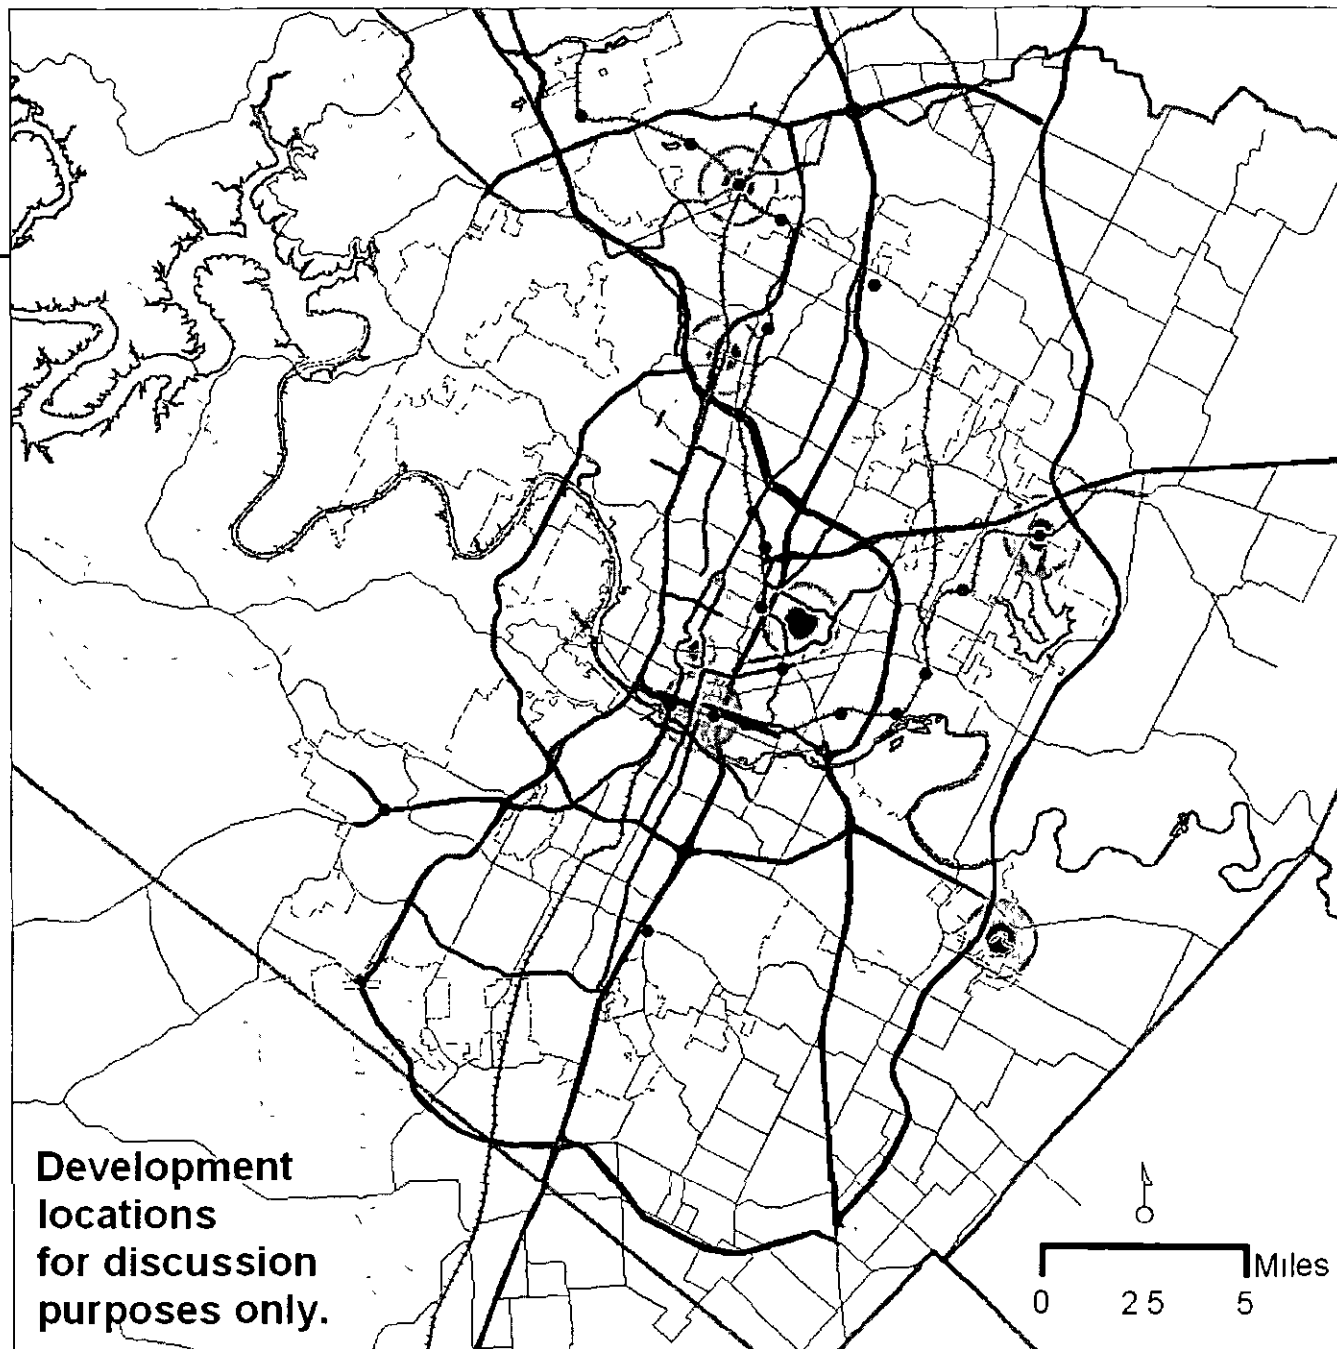 Development
locations
for discussion
purposes only.
Miles
0 2 5 5